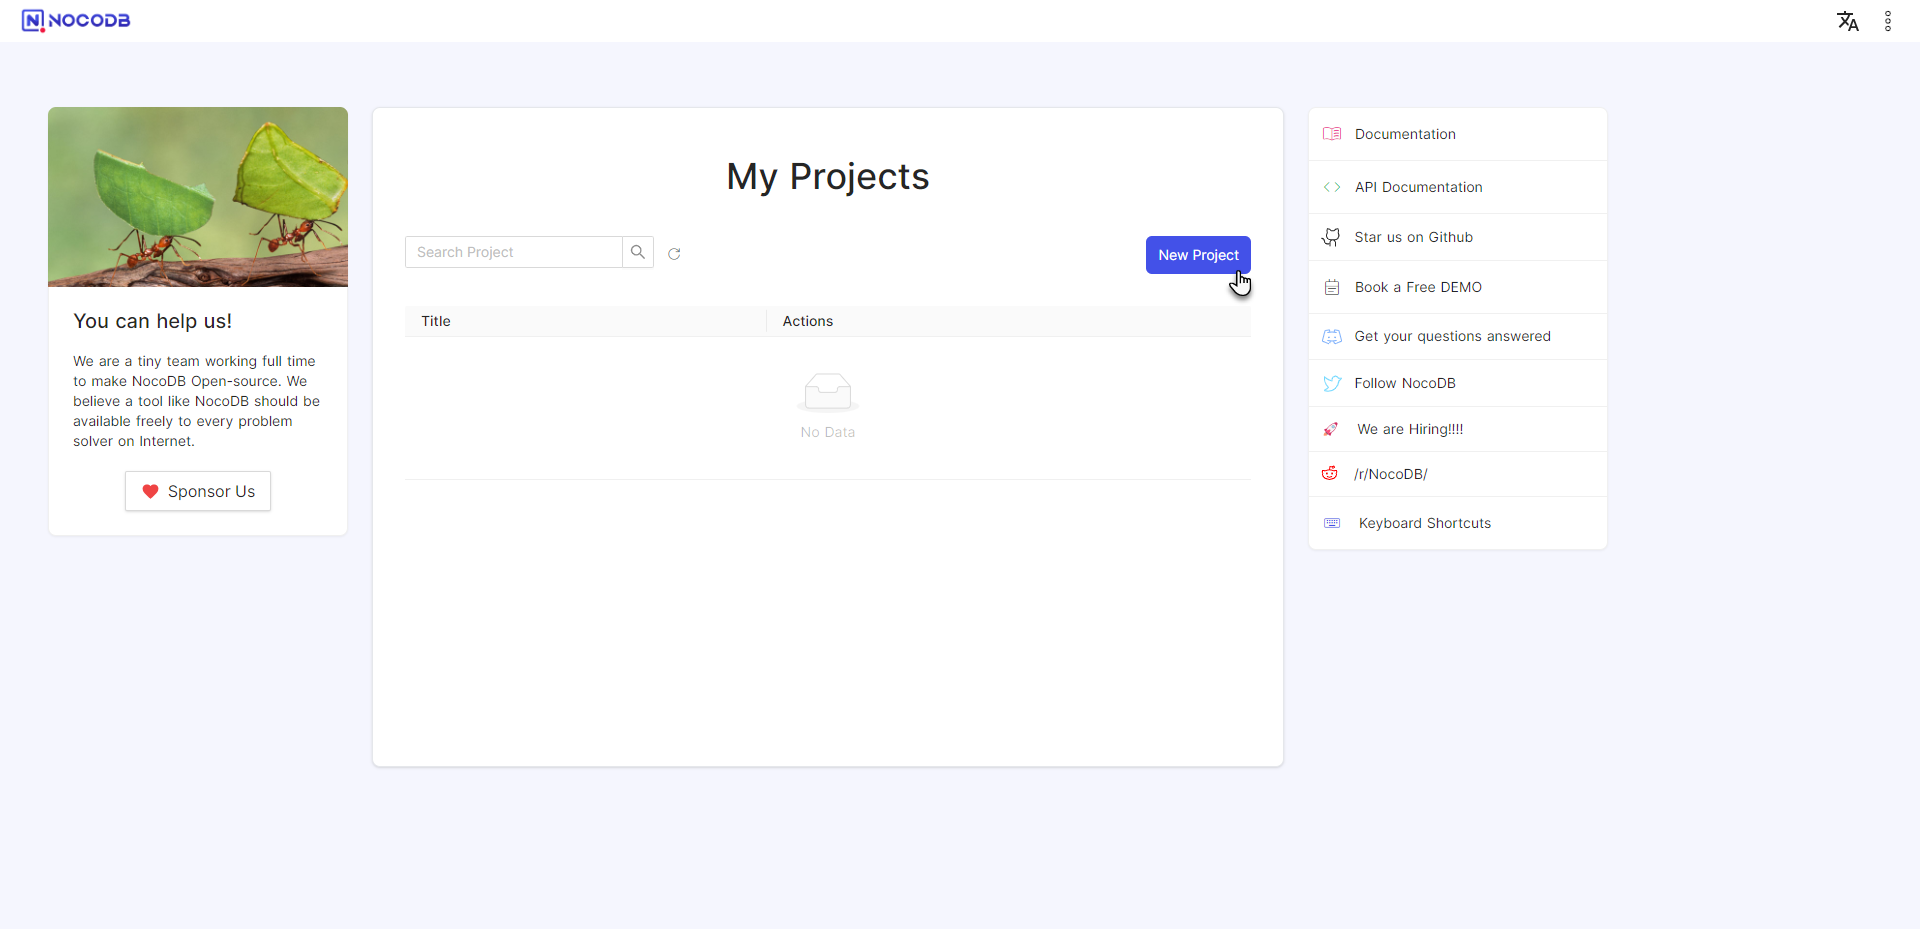 NOCODB
You can help us!
We are a tiny team working full time
to make NocoDB Open-source. We
believe a tool like NocoDB should be
available freely to every problem
solver on Internet.
Sponsor Us
My Projects
Search Project
New Project
Title Actions
No Data
Documentation
API Documentation
Star us on Github
Book a Free DEMO
Get your questions answered
Follow NocoDB
We are Hiring!!!!
/r/NocoDB/
Keyboard Shortcuts